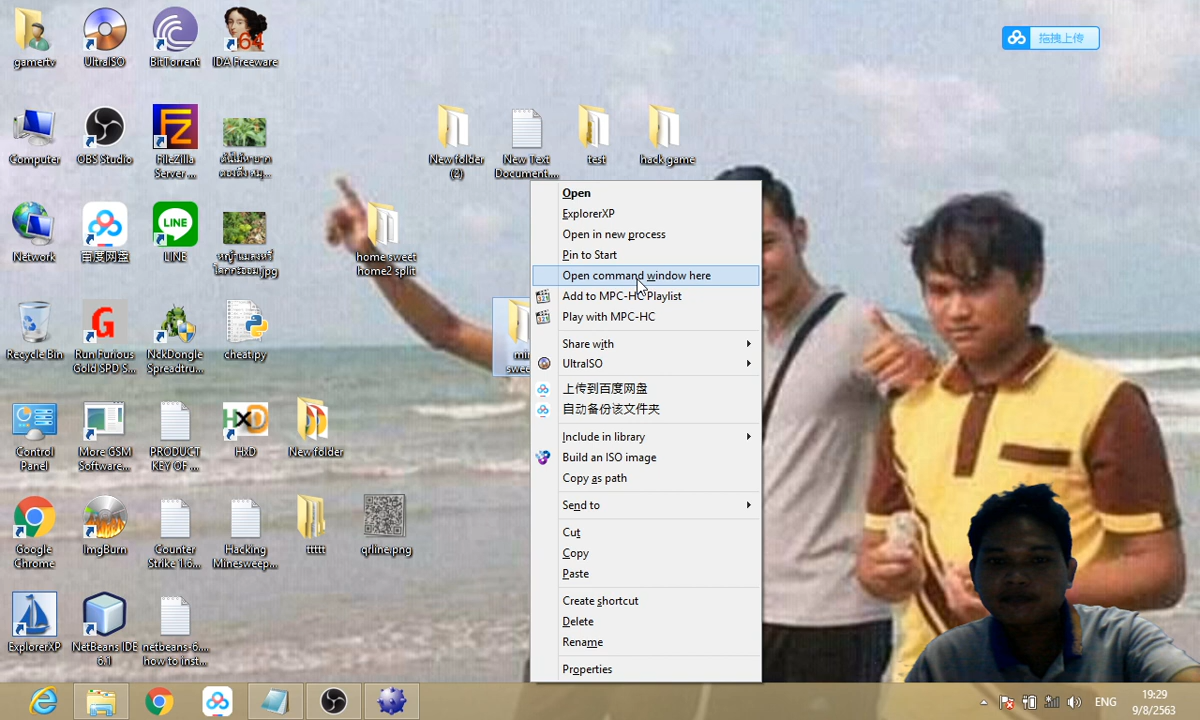 gamertv
UltraISO
BitTorrent
64
IDA Freeware
拖拽上传
Computer
OBS Studio
FZ
FileZilla
Server ...
New folder
(2)
New Text
Document....
test
hack game
Network
百度网盘
LINE
LINE
home sweet
home2 split
Recycle Bin
G
Run Furious
Gold SPD S...
NckDongle
Spreadtru...
cheat.py
Control
Panel
More GSM
Software...
PRODUCT
KEY OF ...
HXD
HxD
New folder
Google
Chrome
ImgBurn
Counter
Strike 1.6...
Hacking
Minesweep...
ttttt
qrline.png
ExplorerXP
NetBeans IDE
6.1
netbeans-6....
how to inst...
Open
ExplorerXP
Open in new process
Pin to Start
Open command window here
Add to MPC-HC Playlist
321
Play with MPC-HC
321
Share with
UltraISO
上传到百度网盘
自动备份该文件夹
Include in library
Build an ISO image
Copy as path
Send to
Cut
Copy
Paste
Create shortcut
Delete
Rename
Properties
ENG
19:29
9/8/2563